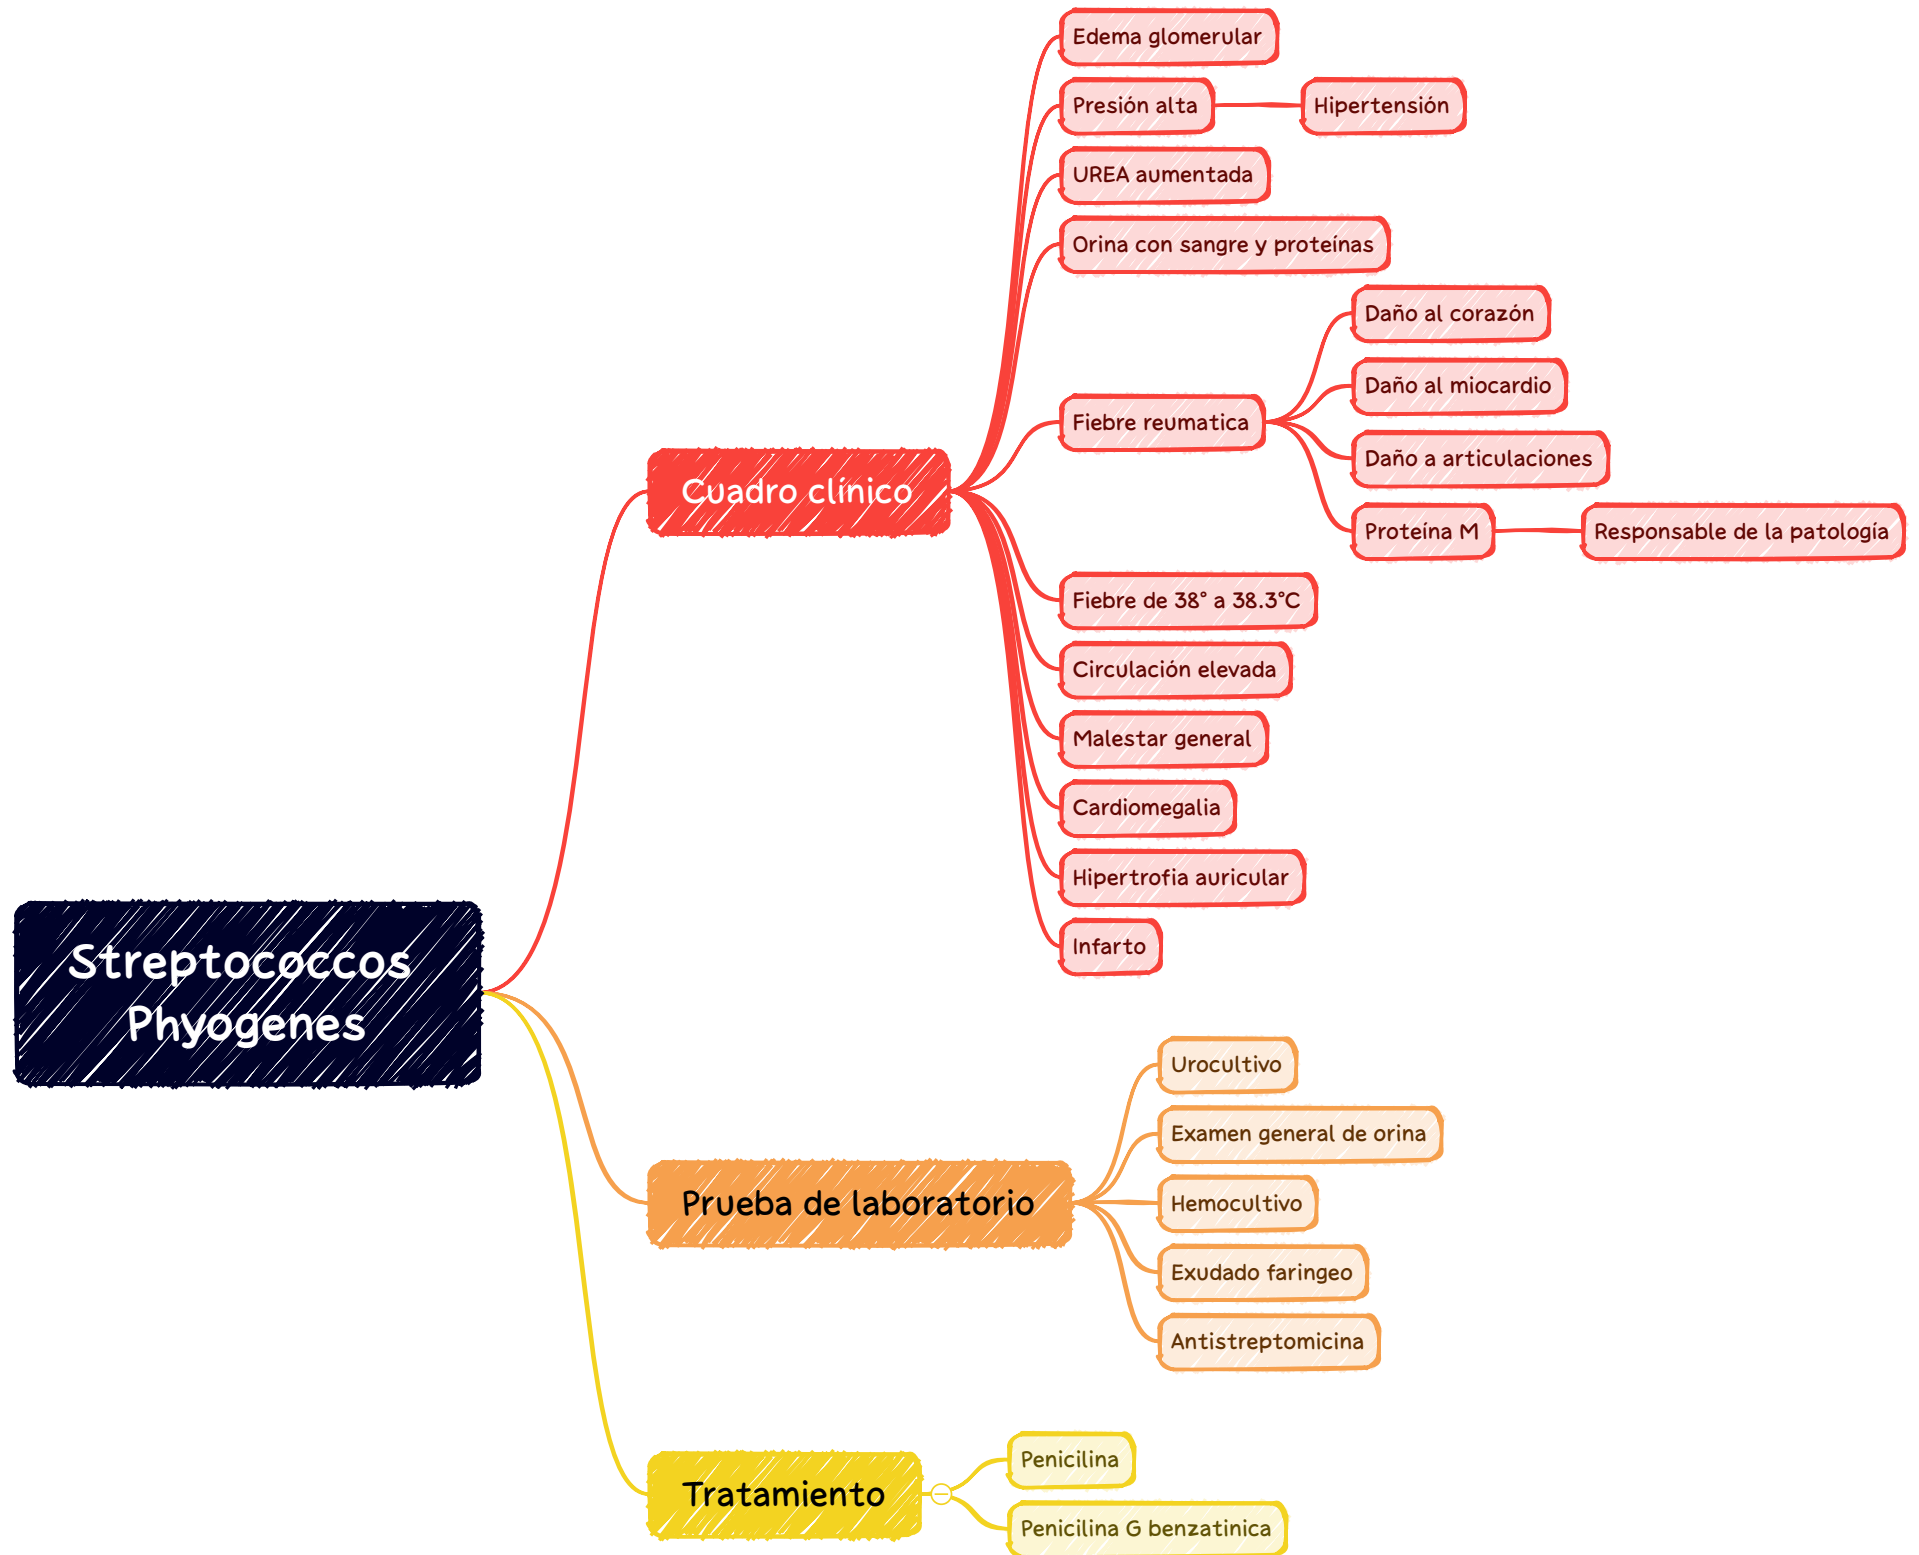 Streptococcos
Phyogenes
Cuadro clínico
Edema glomerular
Presión alta
Hipertensión
UREA aumentada
Orina con sangre y proteínas
Fiebre reumatica
Daño al corazón
Daño al miocardio
Daño a articulaciones
Proteína M
Responsable de la patología
Fiebre de 38° a 38.3°C
Circulación elevada
Malestar general
Cardiomegalia
Hipertrofia auricular
Infarto
Prueba de laboratorio
Urocultivo
Examen general de orina
Hemocultivo
Exudado faringeo
Antistreptomicina
Tratamiento
Penicilina
Penicilina G benzatinica